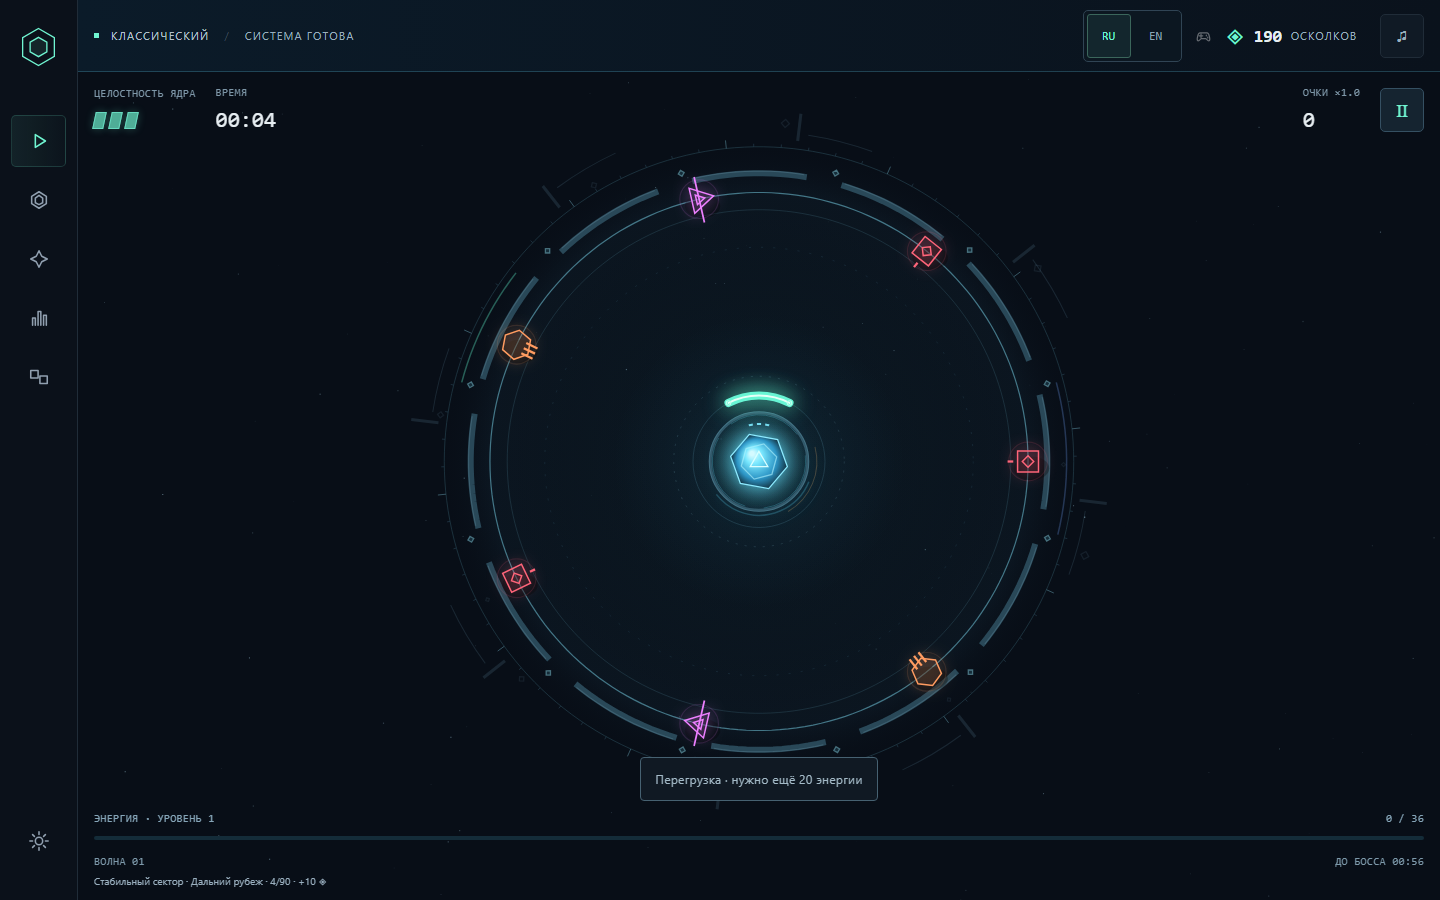 КЛАССИЧЕСКИЙ / СИСТЕМА ГОТОВА
RU EN
190 ОСКОЛКОВ
ЦЕЛОСТНОСТЬ ЯДРА
ВРЕМЯ
00:04
ОЧКИ ×1.0
0
Перегрузка · нужно ещё 20 энергии
ЭНЕРГИЯ · УРОВЕНЬ 1
0 / 36
ВОЛНА 01
ДО БОССА 00:56
Стабильный сектор · Дальний рубеж · 4/90 · +10 ◈